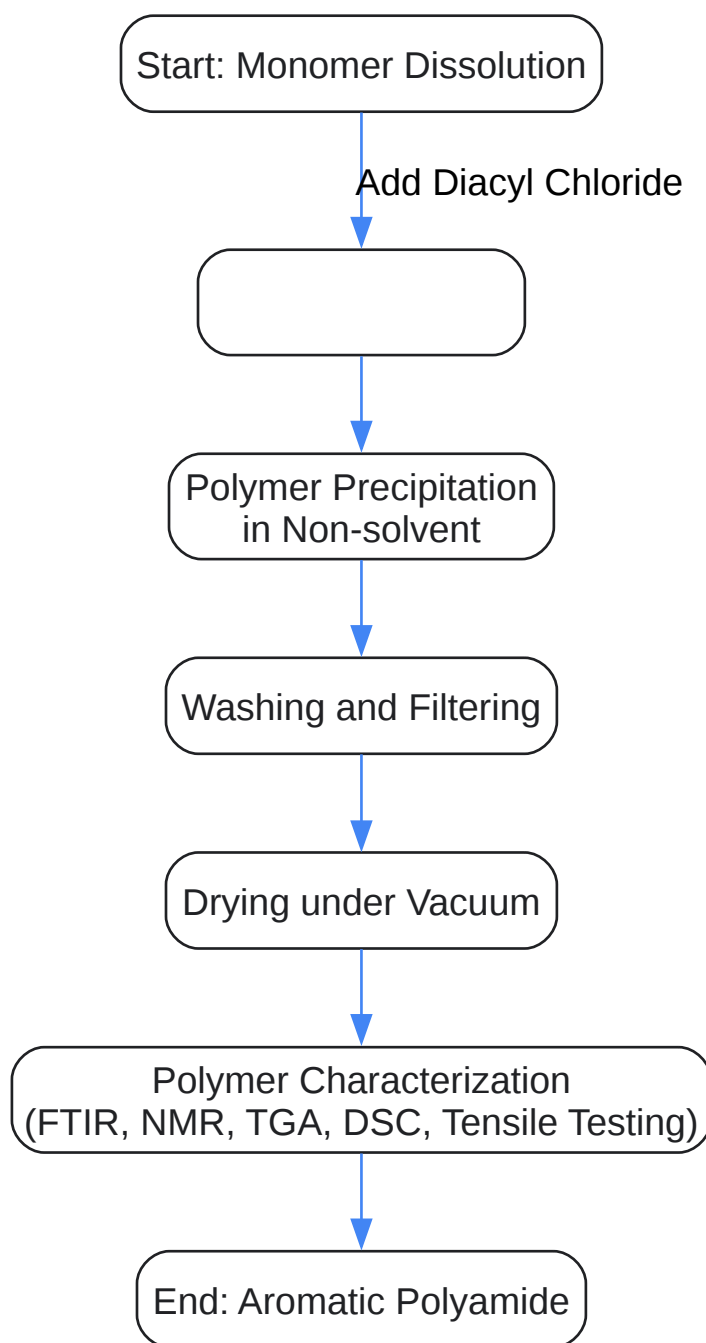 Start: Monomer Dissolution
Add Diacyl Chloride
Polymer Precipitation
in Non-solvent
Washing and Filtering
Drying under Vacuum
Polymer Characterization
(FTIR, NMR, TGA, DSC, Tensile Testing)
End: Aromatic Polyamide